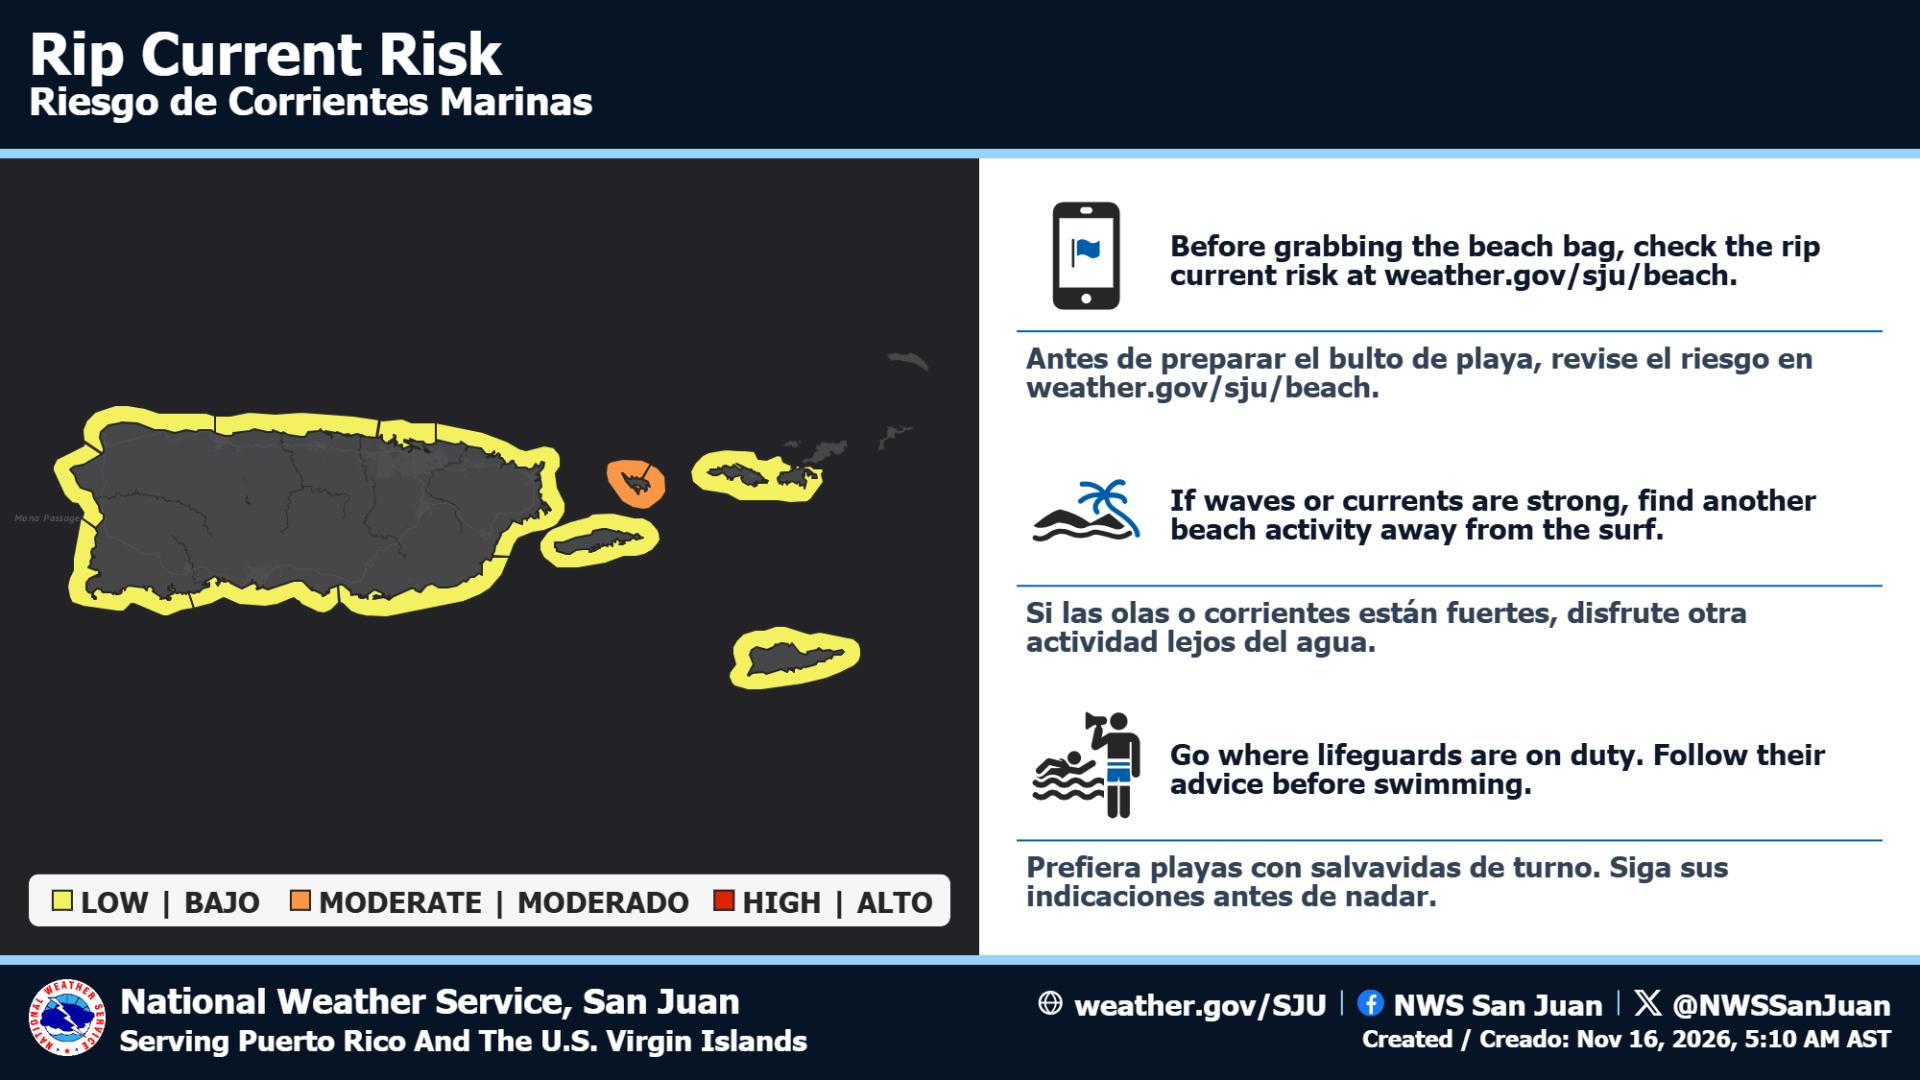 Rip Current Risk
Riesgo de Corrientes Marinas
Before grabbing the beach bag, check the rip
current risk at weather.gov/sju/beach.
Antes de preparar el bulto de playa, revise el riesgo en
weather.gov/sju/beach.
If waves or currents are strong, find another
beach activity away from the surf.
Si las olas o corrientes están fuertes, disfrute otra
actividad lejos del agua.
Go where lifeguards are on duty. Follow their
advice before swimming.
Prefiera playas con salvavidas de turno. Siga sus
indicaciones antes de nadar.
Mona Passage
LOW | BAJO MODERATE | MODERADO HIGH | ALTO
NATIONAL WEATHER SERVICE
National Weather Service, San Juan
Serving Puerto Rico And The U.S. Virgin Islands
weather.gov/SJU | NWS San Juan | @NWSSanJuan
Created / Creado: Nov 16, 2026, 5:10 AM AST